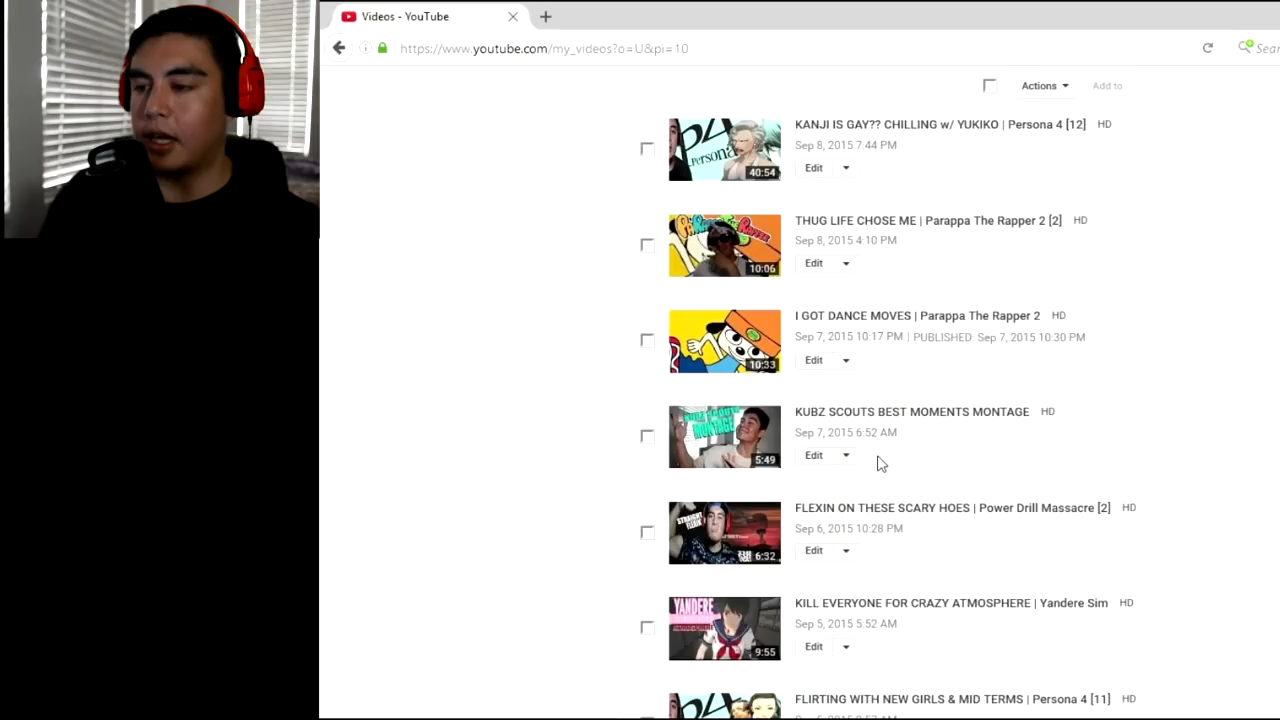 Videos - YouTube
https://www.youtube.com/my_videos?o=U&pi=10
Sear
Actions
Add to
KANJI IS GAY?? CHILLING w/ YUKIKO | Persona 4 [12] HD
Sep 8, 2015 7:44 PM
Edit
Persona
40:54
THUG LIFE CHOSE ME | Parappa The Rapper 2 [2] HD
Sep 8, 2015 4:10 PM
Edit
10:06
I GOT DANCE MOVES | Parappa The Rapper 2 HD
Sep 7, 2015 10:17 PM | PUBLISHED: Sep 7, 2015 10:30 PM
Edit
10:33
KUBZ SCOUTS BEST MOMENTS MONTAGE HD
Sep 7, 2015 6:52 AM
Edit
KUBZ SCOUTS
MONTAGE
5:49
FLEXIN ON THESE SCARY HOES | Power Drill Massacre [2] HD
Sep 6, 2015 10:28 PM
Edit
STRAIGHT
FLEXIN'
6:32
KILL EVERYONE FOR CRAZY ATMOSPHERE | Yandere Sim HD
Sep 5, 2015 5:52 AM
Edit
YANDERE
9:55
FLIRTING WITH NEW GIRLS & MID TERMS | Persona 4 [11] HD